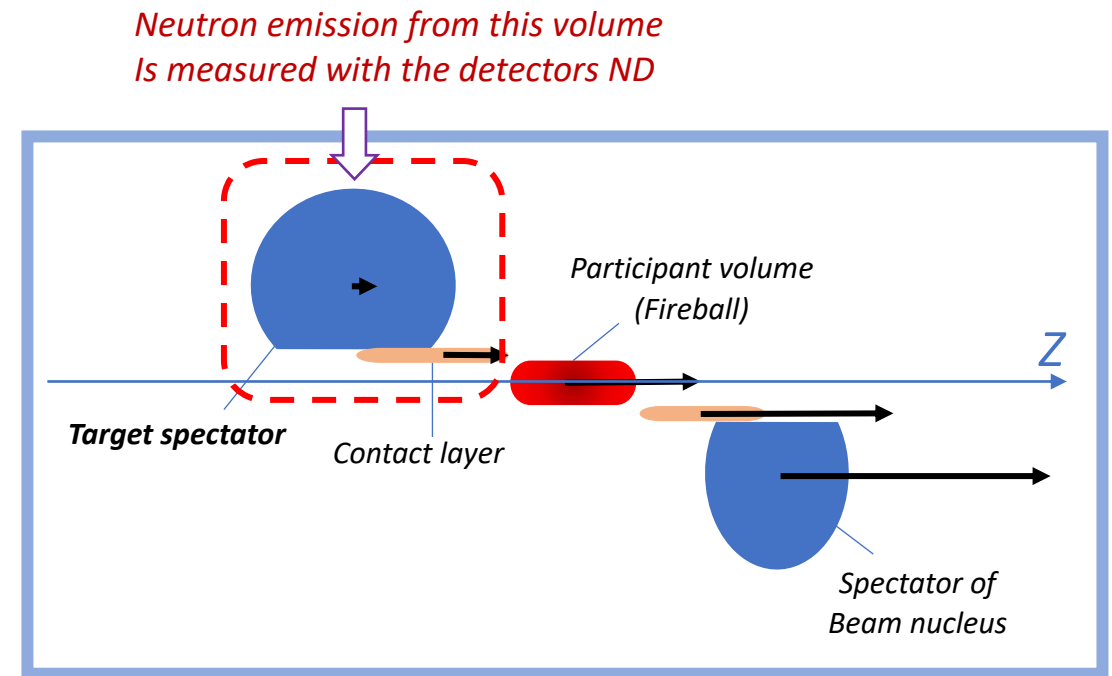 Neutron emission from this volume
Is measured with the detectors ND
Participant volume
(Fireball)
Z
Target spectator
Contact layer
Spectator of
Beam nucleus